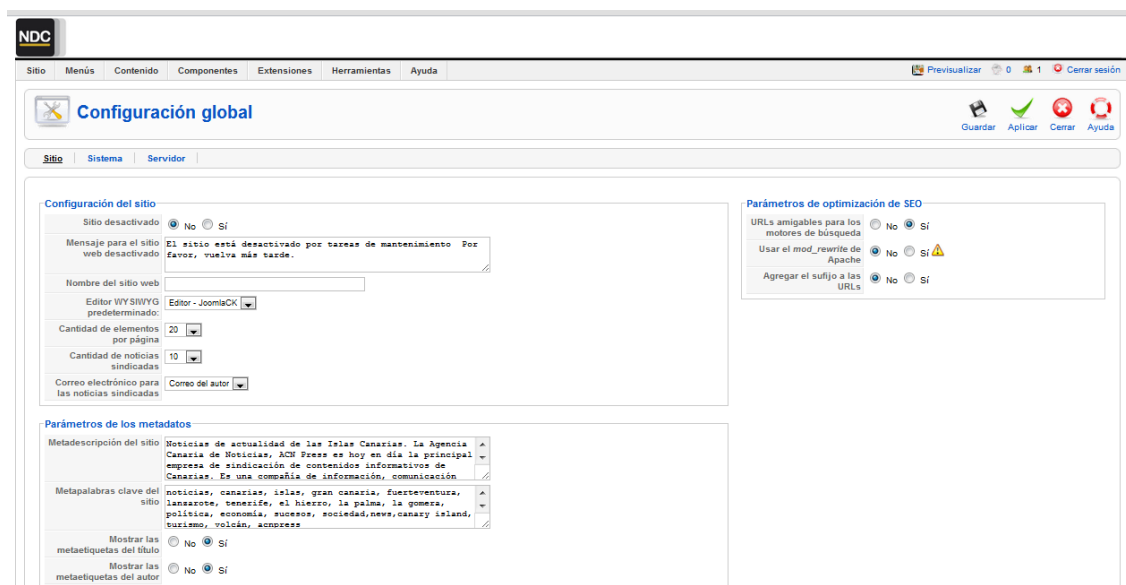 NDC
Sitio Menús Contenido Componentes Extensiones Herramientas Ayuda Previsualizar 0 1 Cerrar sesión
Configuración global
Guardar Aplicar Cerrar Ayuda
Sitio Sistema Servidor
Configuración del sitio
Sitio desactivado No Sí
Mensaje para el sitio web desactivado
El sitio está desactivado por tareas de mantenimiento Por
favor, vuelva más tarde.
Nombre del sitio web
Editor WYSIWYG
predeterminado:
Editor - JoomlaCK
Cantidad de elementos
por página
20
Cantidad de noticias
sindicadas
10
Correo electrónico para
las noticias sindicadas
Correo del autor
Parámetros de los metadatos
Metadescripción del sitio
Noticias de actualidad de las Islas Canarias. La Agencia
Canaria de Noticias, ACN Press es hoy en día la principal
empresa de sindicación de contenidos informativos de
Canarias. Es una compañía de información, comunicación
Metapalabras clave del
sitio
noticias, canarias, islas, gran canaria, fuerteventura,
lanzarote, tenerife, el hierro, la palma, la gomera,
política, economía, sucesos, sociedad,news,canary island,
turismo, volcán, acnpress
Mostrar las
metaetiquetas del título
No Sí
Mostrar las
metaetiquetas del autor
No Sí
Parámetros de optimización de SEO
URLs amigables para los
motores de búsqueda
No Sí
Usar el mod_rewrite de
Apache
No Sí
Agregar el sufijo a las
URLs
No Sí